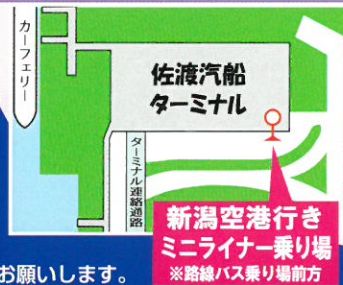 カーフェリー
佐渡汽船
ターミナル
ターミナル連絡通路
新潟空港行き
ミニライナー乗り場
※路線バス乗り場前方
お願いします。